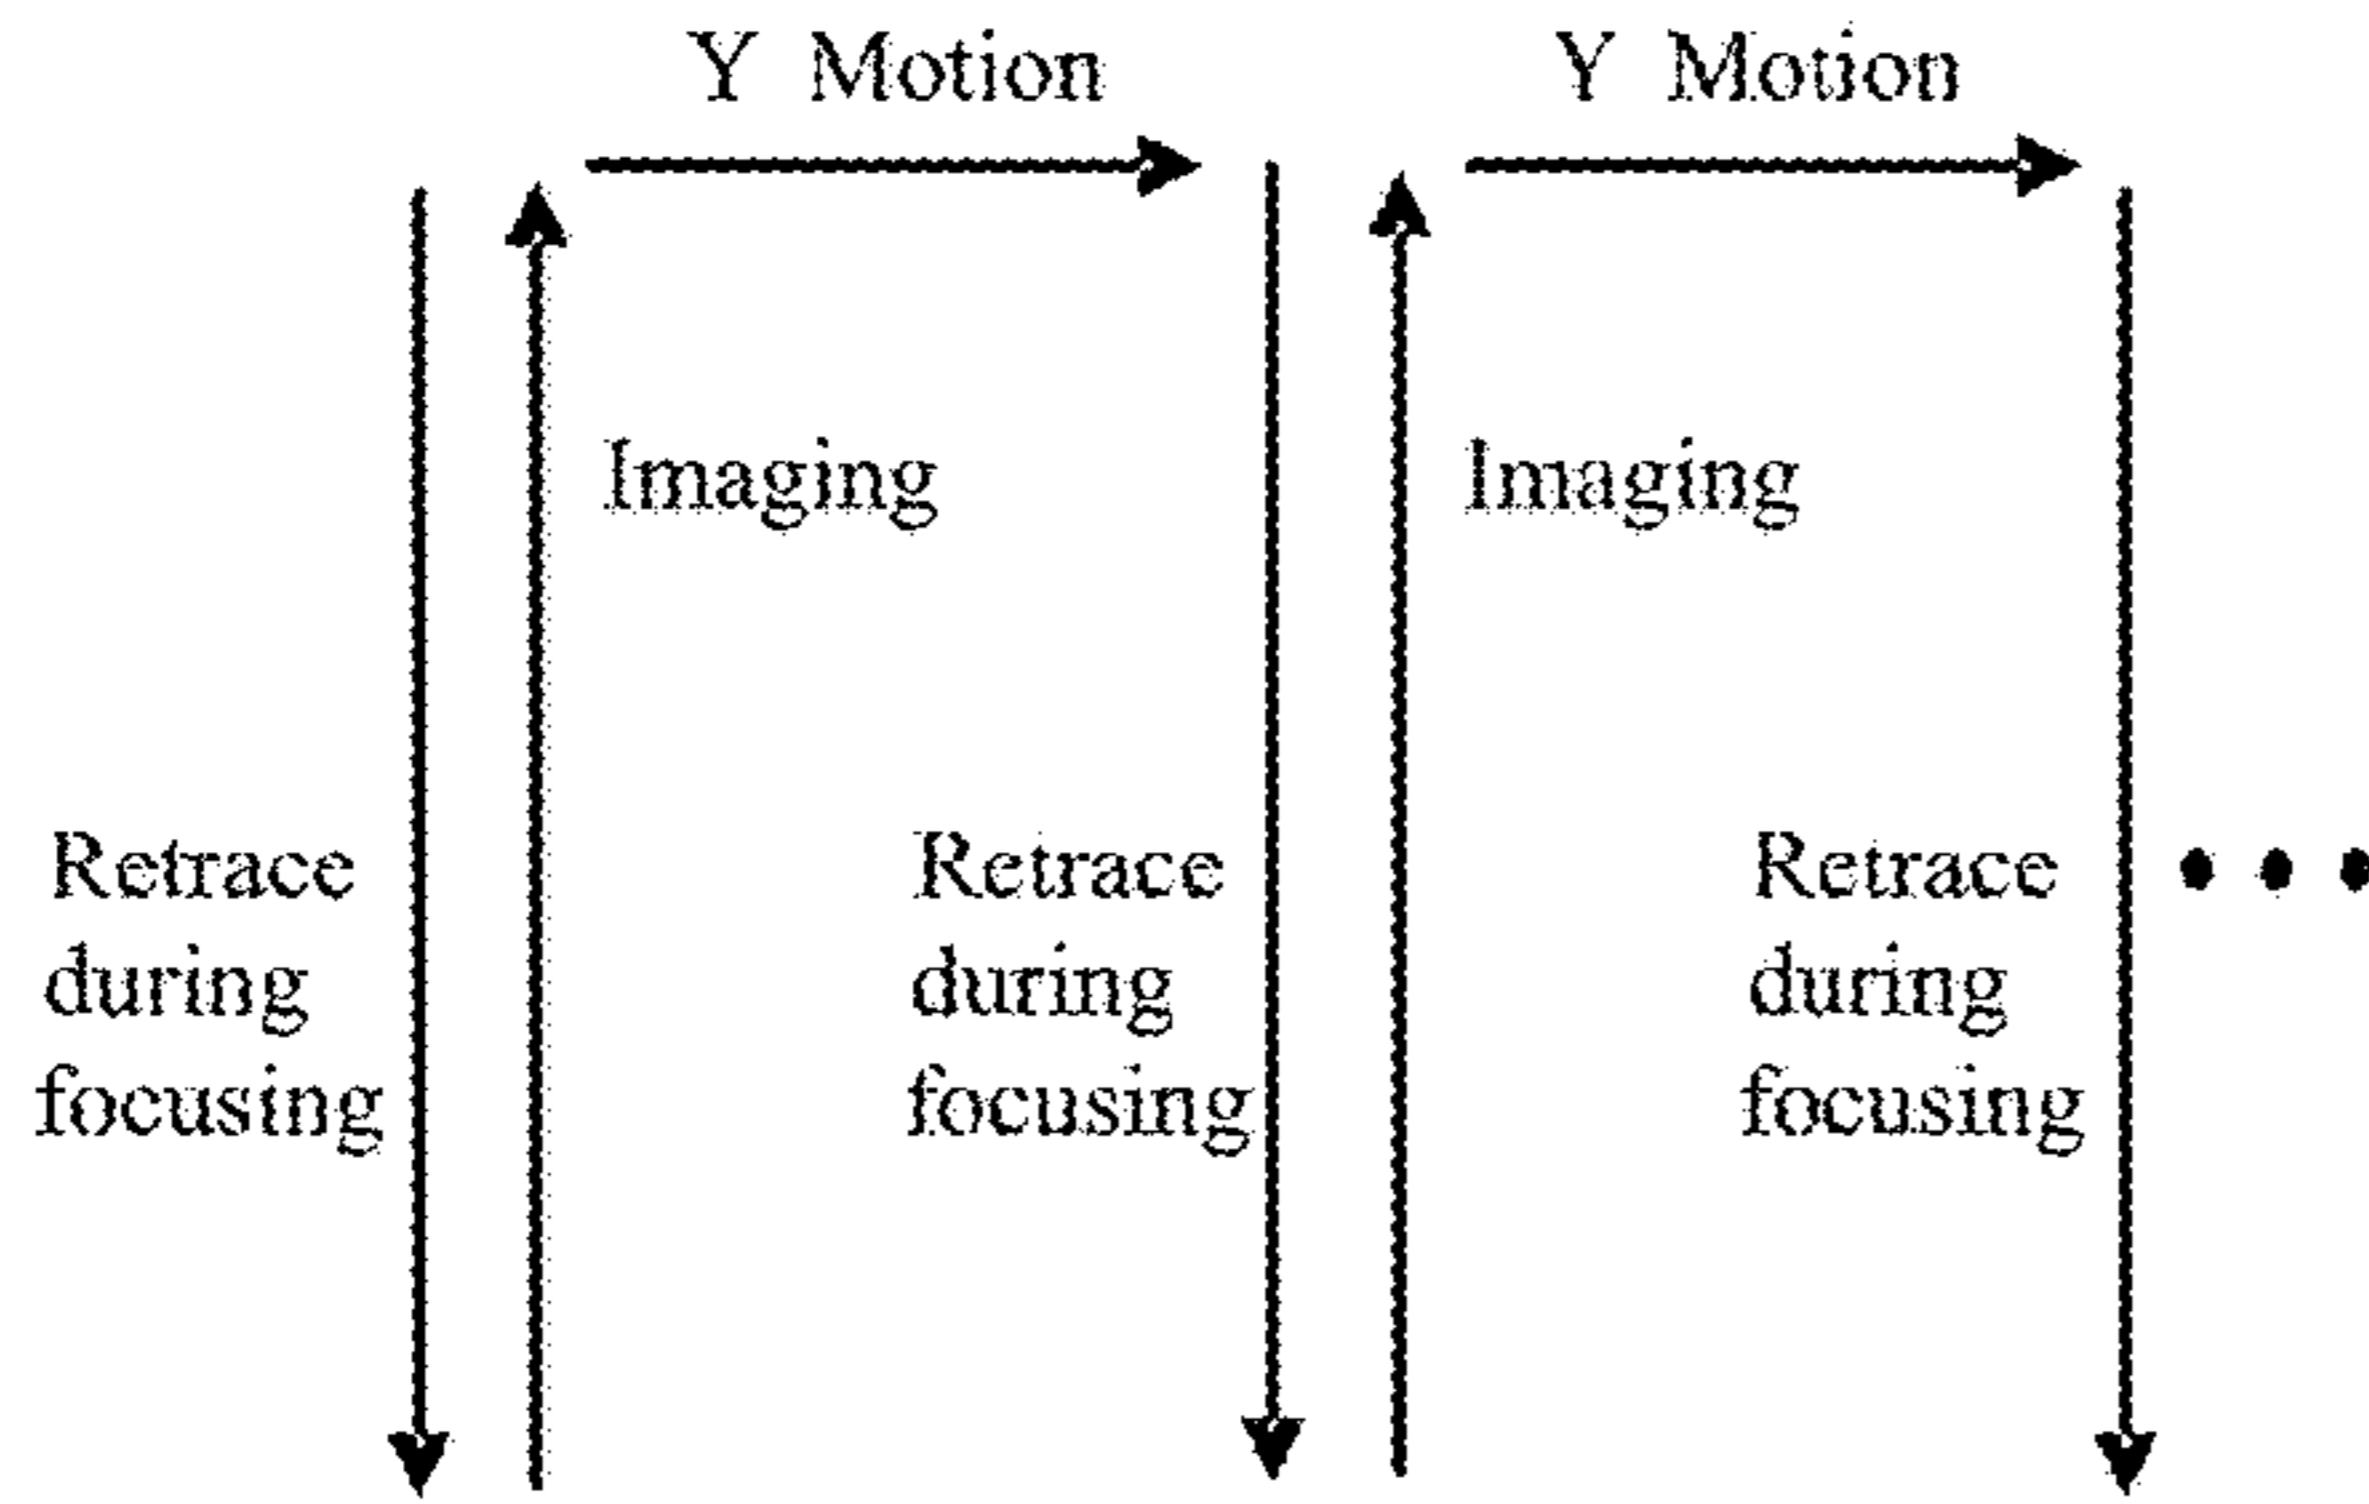 Y Motion
Y Motion
Imaging
Imaging
Retrace
during
focusing
Retrace
during
focusing
Retrace
during
focusing